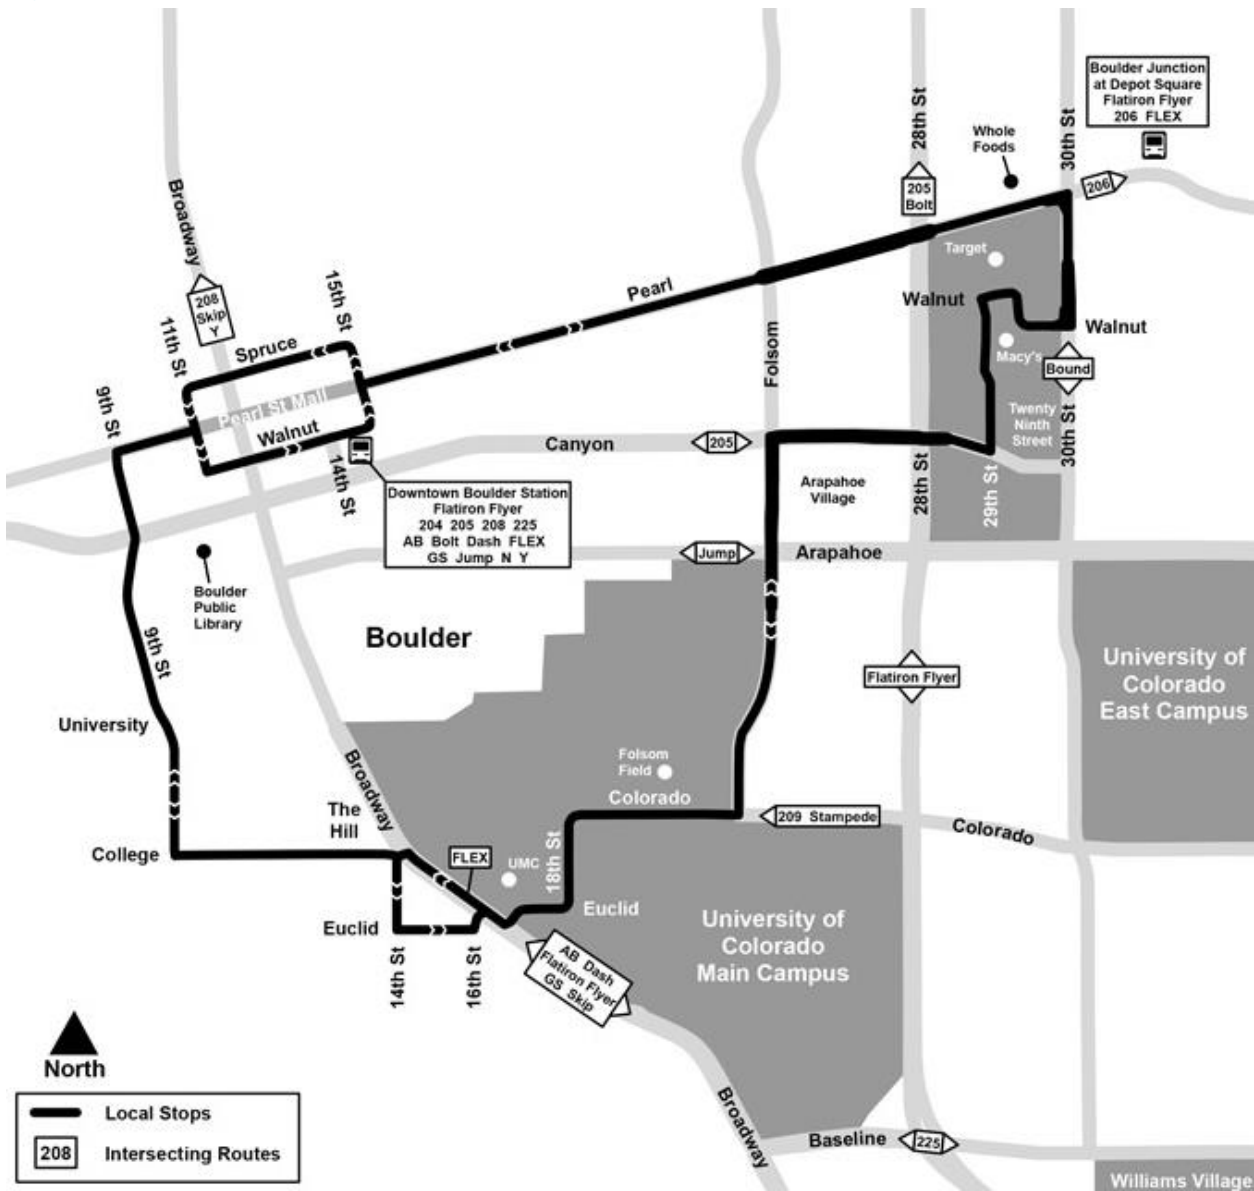 Boulder Junction
at Depot Square
Flatiron Flyer
206 FLEX
28th St
30th St
Whole
Foods
206
205
Bolt
Broadway
208
Skip
Y
Target
15th St
Pearl
Walnut
Walnut
11th St
Spruce
Folsom
Macy's
Bound
9th St
Pearl St Mall
Walnut
Twenty
Ninth
Street
Canyon
205
14th St
28th St
29th St
30th St
Arapahoe
Village
Downtown Boulder Station
Flatiron Flyer
204 205 208 225
AB Bolt Dash FLEX
GS Jump N Y
Jump
Arapahoe
Boulder
Public
Library
9th St
Boulder
University of
Colorado
East Campus
Flatiron Flyer
University
Broadway
Folsom
Field
Colorado
The
Hill
209 Stampede
Colorado
College
FLEX
UMC
18th St
Euclid
Euclid
University of
Colorado
Main Campus
14th St
16th St
AB Dash
Flatiron Flyer
GS Skip
North
Local Stops
208
Intersecting Routes
Broadway
Baseline
225
Williams Village